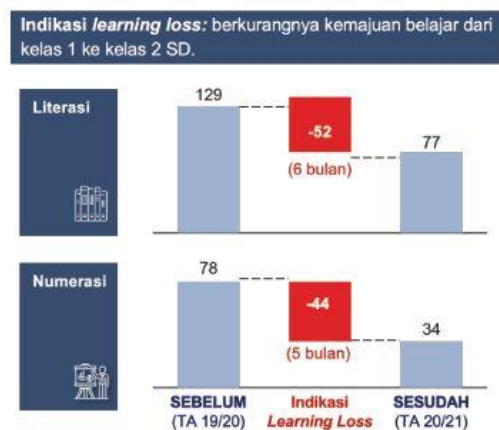 Indikasi learning loss: berkurangnya kemajuan belajar dari
kelas 1 ke kelas 2 SD.
Literasi
129
-52
(6 bulan)
77
Numerasi
78
-44
(5 bulan)
34
SEBELUM
(TA 19/20)
Indikasi
Learning Loss
SESUDAH
(TA 20/21)